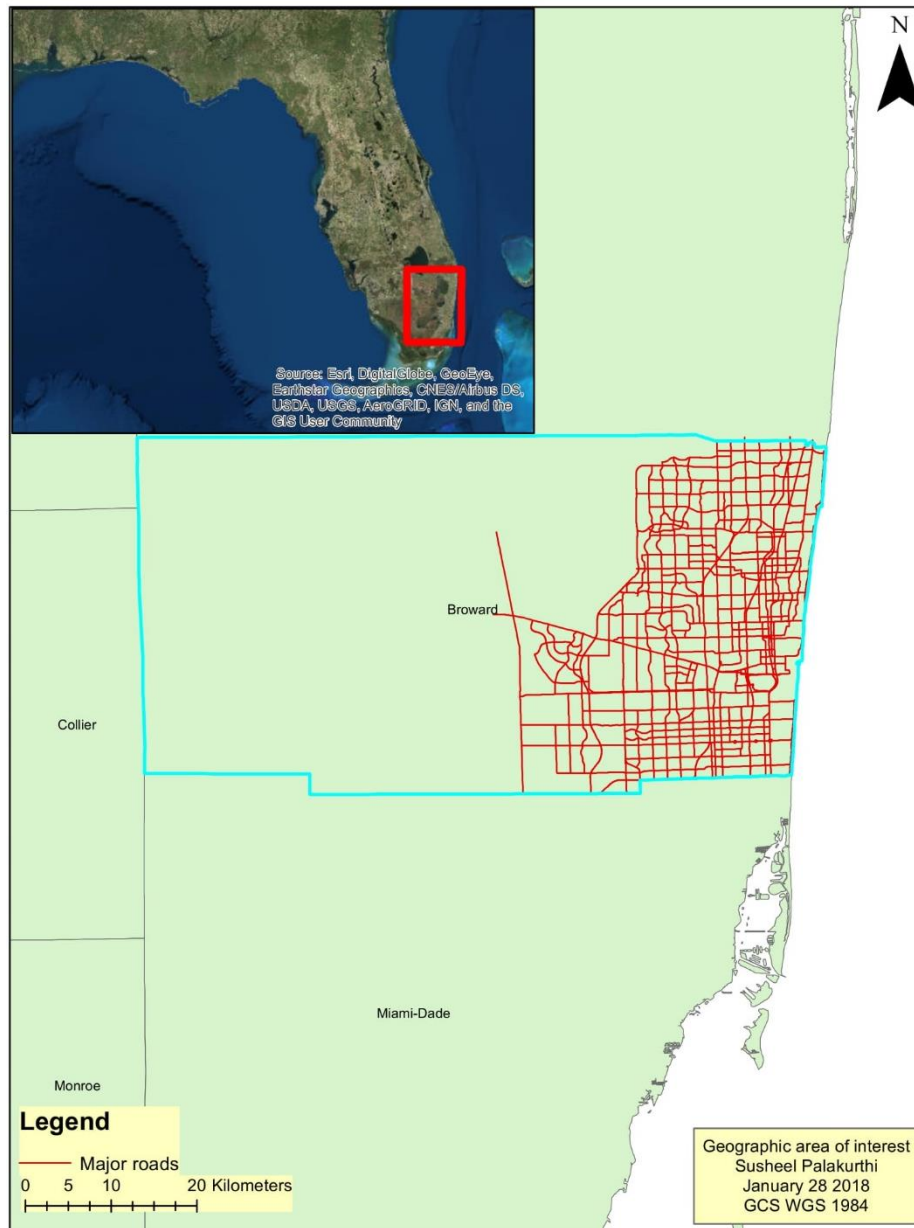 N
Source: Esri, DigitalGlobe, GeoEye,
Earthstar Geographics, CNES/Airbus DS,
USDA, USGS, AeroGRID, IGN, and the
GIS User Community
Broward
Collier
Miami-Dade
Monroe
Legend
Major roads
0 5 10 20 Kilometers
Geographic area of interest
Susheel Palakurthi
January 28 2018
GCS WGS 1984